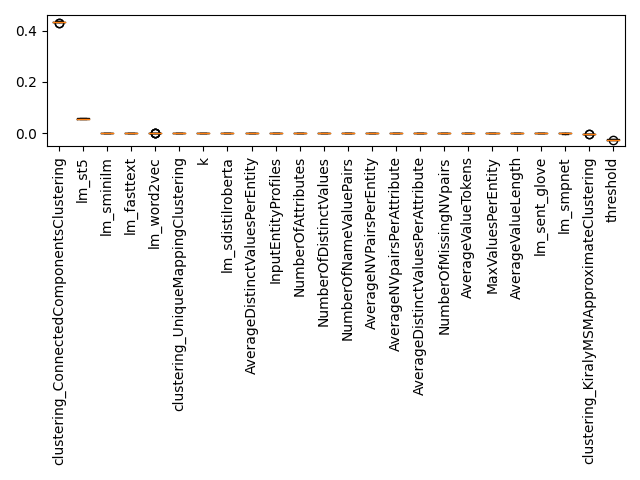 0.4
0.2
0.0
clustering_ConnectedComponentsClustering
lm_st5
lm_sminilm
lm_fasttext
lm_word2vec
clustering_UniqueMappingClustering
k
lm_sdistilroberta
AverageDistinctValuesPerEntity
InputEntityProfiles
NumberOfAttributes
NumberOfDistinctValues
NumberOfNameValuePairs
AverageNVPairsPerEntity
AverageNVpairsPerAttribute
AverageDistinctValuesPerAttribute
NumberOfMissingNVpairs
AverageValueTokens
MaxValuesPerEntity
AverageValueLength
lm_sent_glove
lm_smpnet
clustering_KiralyMSMApproximateClustering
threshold